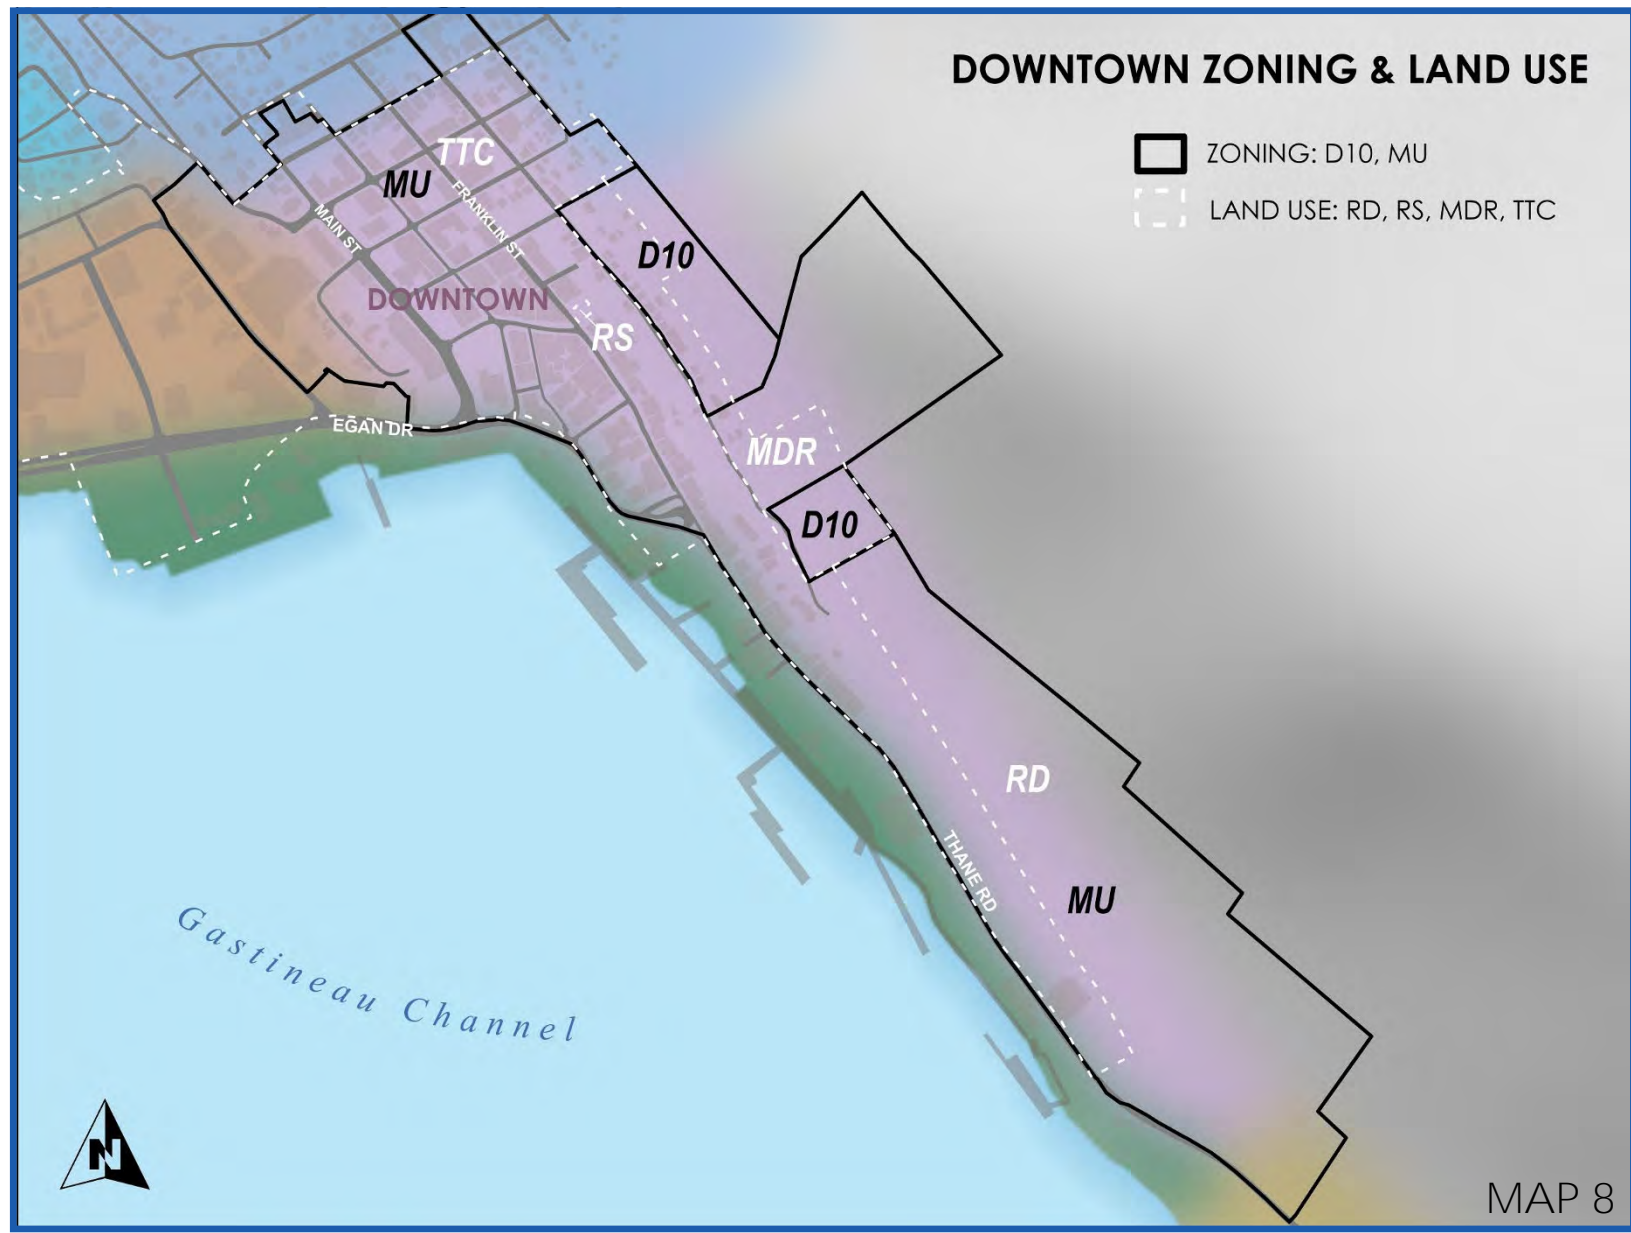 DOWNTOWN ZONING & LAND USE
ZONING: D10, MU
LAND USE: RD, RS, MDR, TTC
TTC
MU
FRANKLIN ST
MAIN ST
D10
DOWNTOWN
RS
EGAN DR
MDR
D10
RD
THANE RD
MU
Gastineau Channel
N
MAP 8